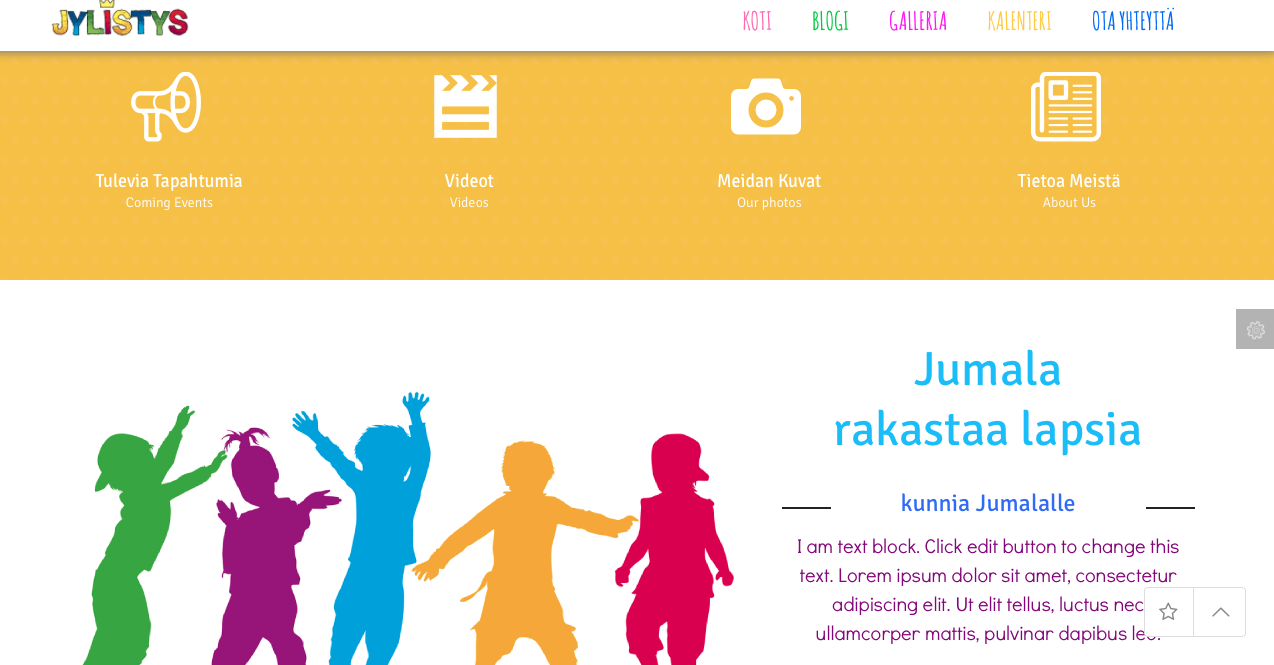 JYLISTYS
KOTI BLOGI GALLERIA KALENTERI OTA YHTEYTTÄ
Tulevia Tapahtumia Videot Meidan Kuvat Tietoa Meistä
Coming Events Videos Our photos About Us
Jumala
rakastaa lapsia
kunnia Jumalalle
I am text block. Click edit button to change this
text. Lorem ipsum dolor sit amet, consectetur
adipiscing elit. Ut elit tellus, luctus nec
ullamcorper mattis, pulvinar dapibus leo.